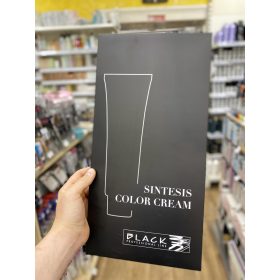 SINTESIS
COLOR CREAM
BLACK
PROFESSIONAL LINE